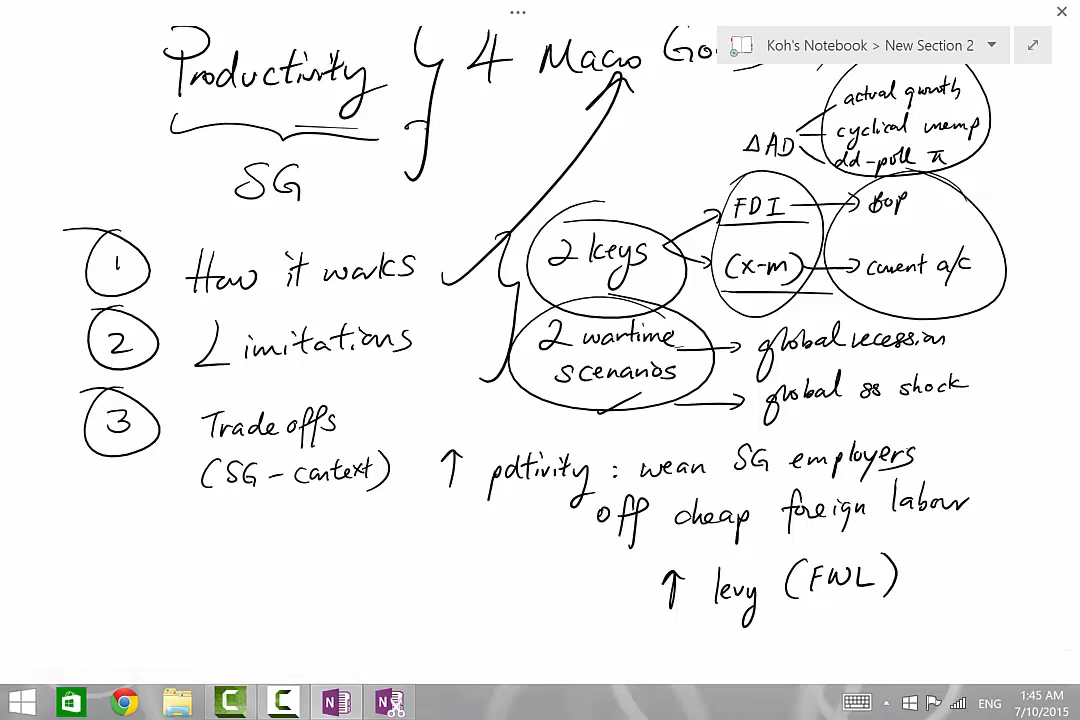 Koh's Notebook > New Section 2
Productivity } 4 Macro Go
SG
actual growth
ΔAD
cyclical unemp
dd-pull π
1 How it works
2 keys
FDI → BOP
(x-m) → current a/c
2 Limitations
2 wartime scenarios
→ global recession
→ global ss shock
3 Trade offs
(SG - context)
↑ pdtivity : wean SG employers
off cheap foreign labour
↑ levy (FWL)
ENG
1:45 AM
7/10/2015